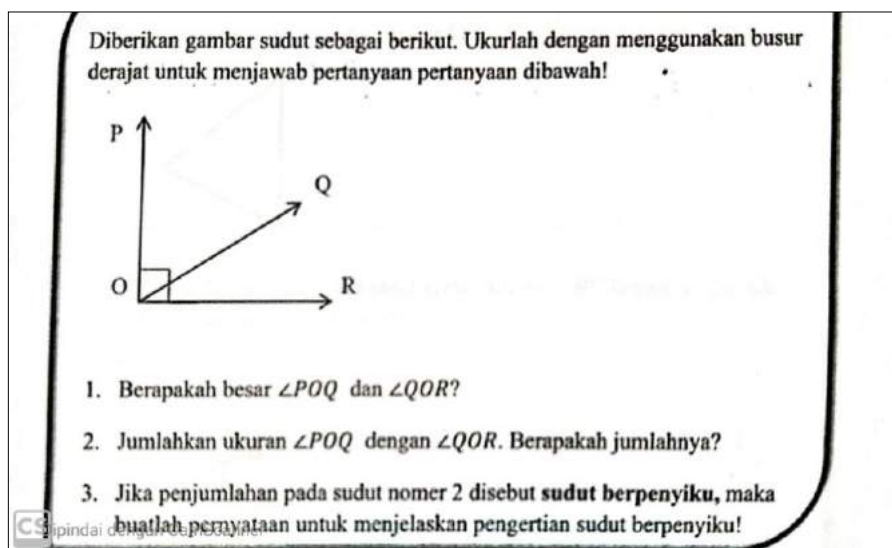 Diberikan gambar sudut sebagai berikut. Ukurlah dengan menggunakan busur
derajat untuk menjawab pertanyaan pertanyaan dibawah!
P
Q
O
R
1. Berapakah besar ∠POQ dan ∠QOR?
2. Jumlahkan ukuran ∠POQ dengan ∠QOR. Berapakah jumlahnya?
3. Jika penjumlahan pada sudut nomer 2 disebut sudut berpenyiku, maka
buatlah pernyataan untuk menjelaskan pengertian sudut berpenyiku!
CS